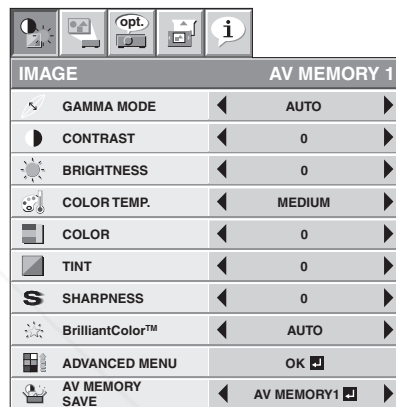 opt.
i
IMAGE AV MEMORY 1
GAMMA MODE AUTO
CONTRAST 0
BRIGHTNESS 0
COLOR TEMP. MEDIUM
COLOR 0
TINT 0
S SHARPNESS 0
BrilliantColor™ AUTO
ADVANCED MENU OK
AV MEMORY
SAVE AV MEMORY1